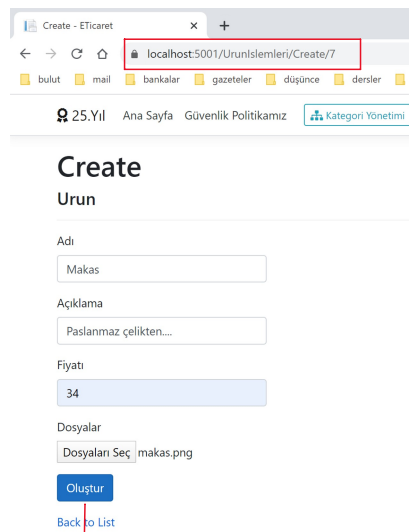 Create - ETicaret
localhost:5001/UrunIslemleri/Create/7
bulut mail bankalar gazeteler düşünce dersler
25.Yıl Ana Sayfa Güvenlik Politikamız Kategori Yönetimi
Create
Urun
Adı
Makas
Açıklama
Paslanmaz çelikten....
Fiyatı
34
Dosyalar
Dosyaları Seç makas.png
Oluştur
Back to List